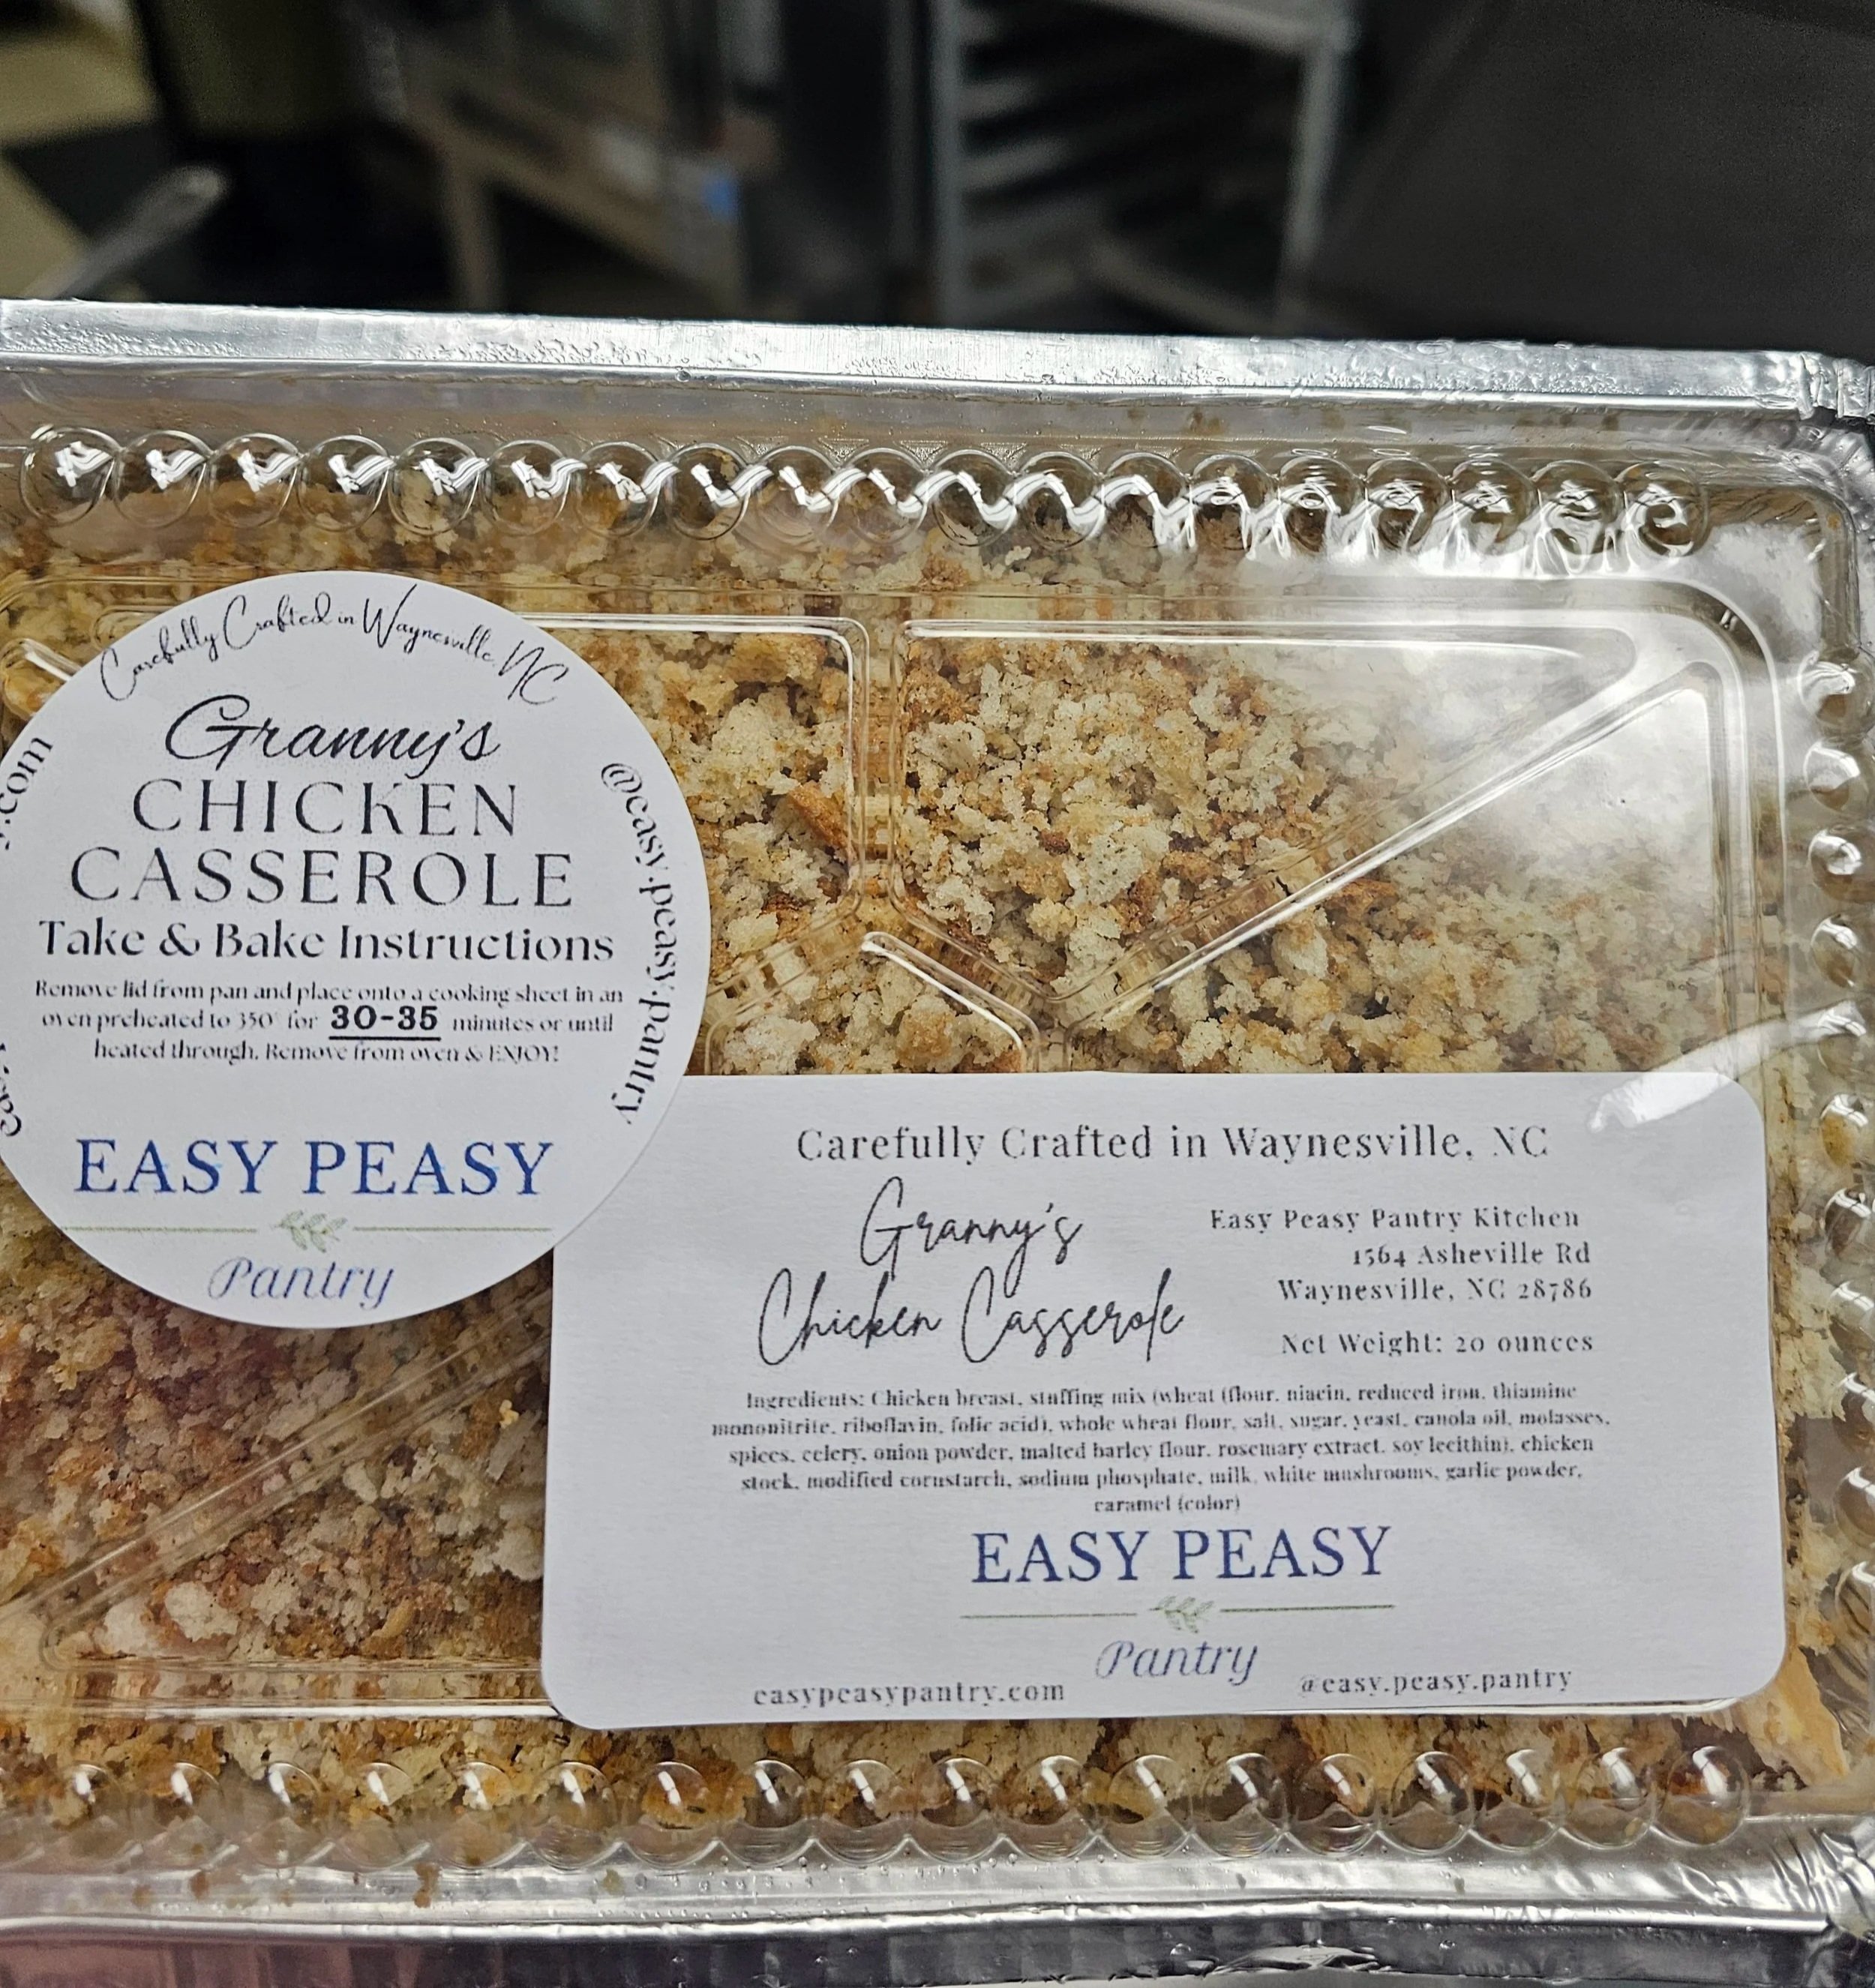 Carefully Crafted in Waynesville, NC
Granny's
CHICKEN
CASSEROLE
Take & Bake Instructions
Remove lid from pan and place onto a cooking sheet in an
oven preheated to 350° for 30-35 minutes or until
heated through. Remove from oven & ENJOY!
EASY PEASY
Pantry
@easy.peasy.pantry
y.com
Carefully Crafted in Waynesville, NC
Granny's
Chicken Casserole
Easy Peasy Pantry Kitchen
1564 Asheville Rd
Waynesville, NC 28786
Net Weight: 20 ounces
Ingredients: Chicken breast, stuffing mix (wheat (flour, niacin, reduced iron, thiamine
mononitrite, riboflavin, folic acid), whole wheat flour, salt, sugar, yeast, canola oil, molasses,
spices, celery, onion powder, malted barley flour, rosemary extract, soy lecithin), chicken
stock, modified cornstarch, sodium phosphate, milk, white mushrooms, garlic powder,
caramel (color)
EASY PEASY
Pantry
easypeasypantry.com
@easy.peasy.pantry